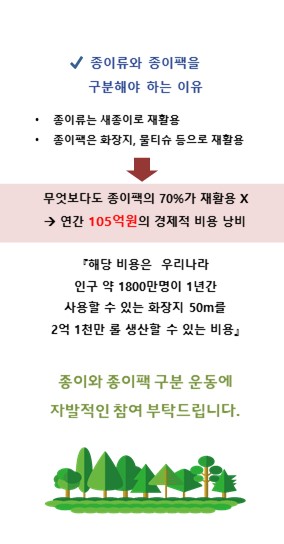 ✓ 종이류와 종이팩을
구분해야 하는 이유
• 종이류는 새종이로 재활용
• 종이팩은 화장지, 물티슈 등으로 재활용
무엇보다도 종이팩의 70%가 재활용 X
→ 연간 105억원의 경제적 비용 낭비
『해당 비용은 우리나라
인구 약 1800만명이 1년간
사용할 수 있는 화장지 50m를
2억 1천만 롤 생산할 수 있는 비용』
종이와 종이팩 구분 운동에
자발적인 참여 부탁드립니다.